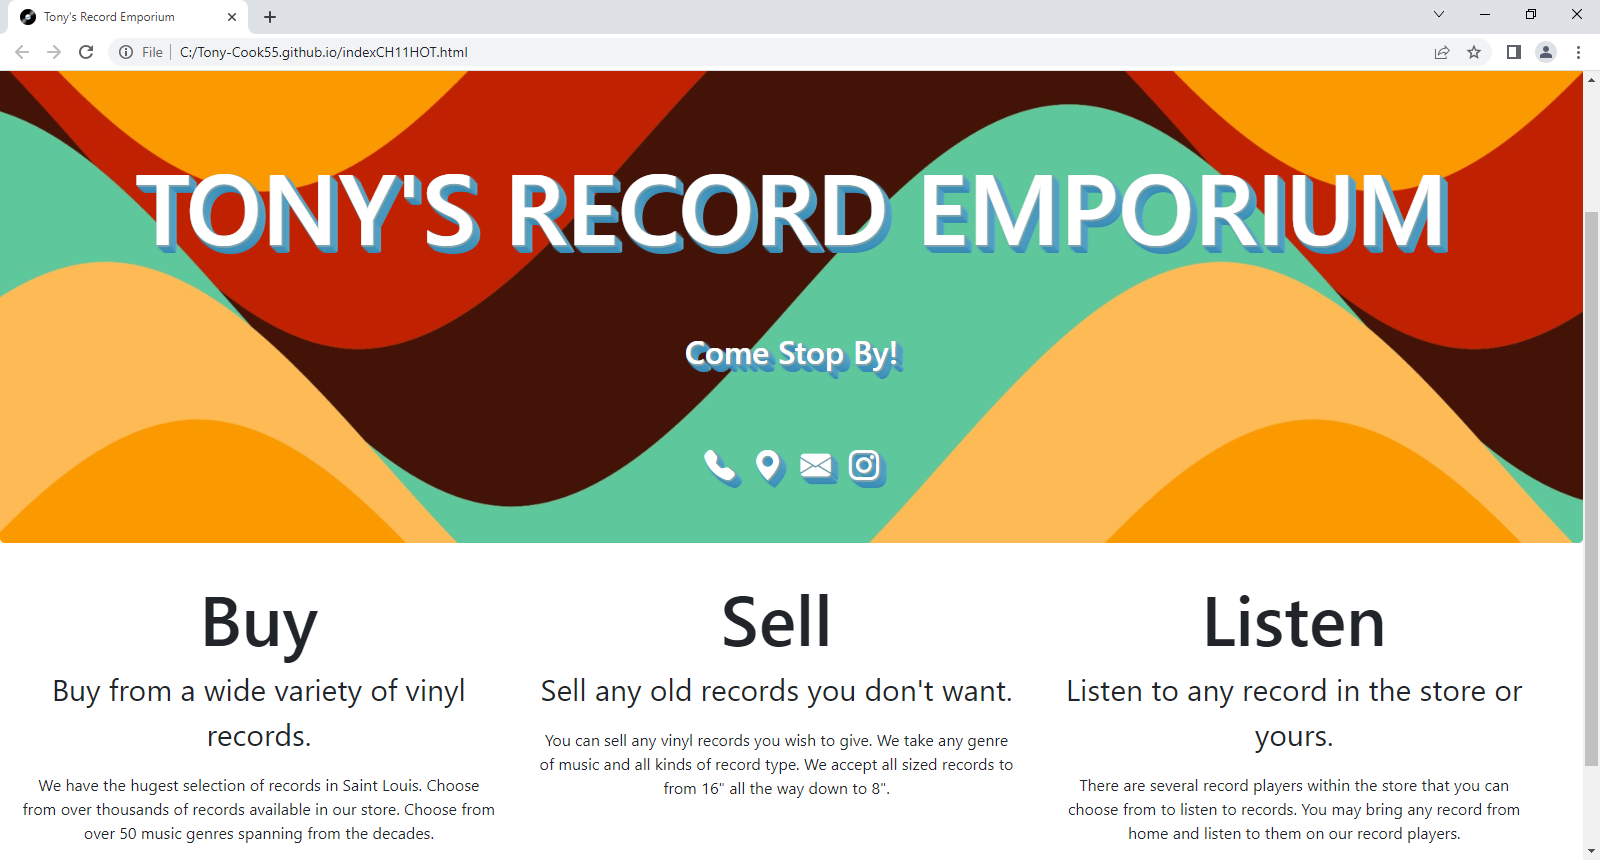 Tony's Record Emporium
File C:/Tony-Cook55.github.io/indexCH11HOT.html
TONY'S RECORD EMPORIUM
Come Stop By!
Buy
Buy from a wide variety of vinyl
records.
We have the hugest selection of records in Saint Louis. Choose
from over thousands of records available in our store. Choose from
over 50 music genres spanning from the decades.
Sell
Sell any old records you don't want.
You can sell any vinyl records you wish to give. We take any genre
of music and all kinds of record type. We accept all sized records to
from 16" all the way down to 8".
Listen
Listen to any record in the store or
yours.
There are several record players within the store that you can
choose from to listen to records. You may bring any record from
home and listen to them on our record players.